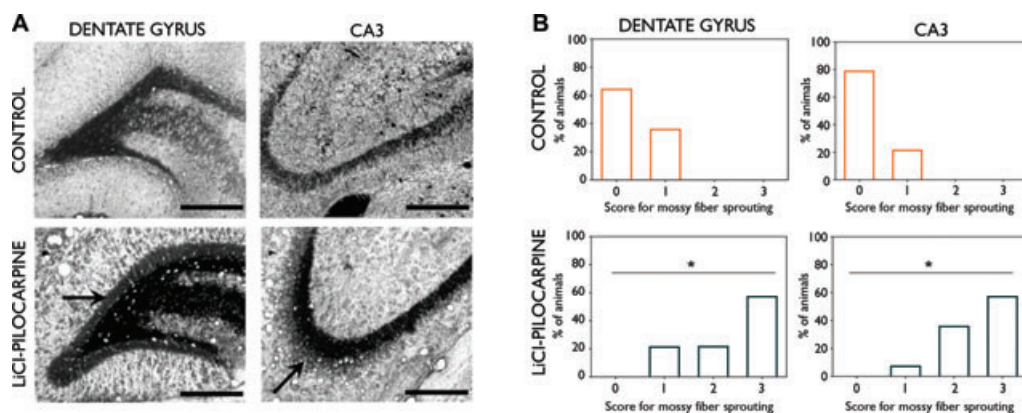 A
DENTATE GYRUS
CA3
CONTROL
LiCl-PILOCARPINE
B
DENTATE GYRUS
CA3
CONTROL
LiCl-PILOCARPINE
% of animals
100
80
60
40
20
0
0 1 2 3
Score for mossy fiber sprouting
% of animals
100
80
60
40
20
0
0 1 2 3
Score for mossy fiber sprouting
% of animals
100
80
60
40
20
0
*
0 1 2 3
Score for mossy fiber sprouting
% of animals
100
80
60
40
20
0
*
0 1 2 3
Score for mossy fiber sprouting